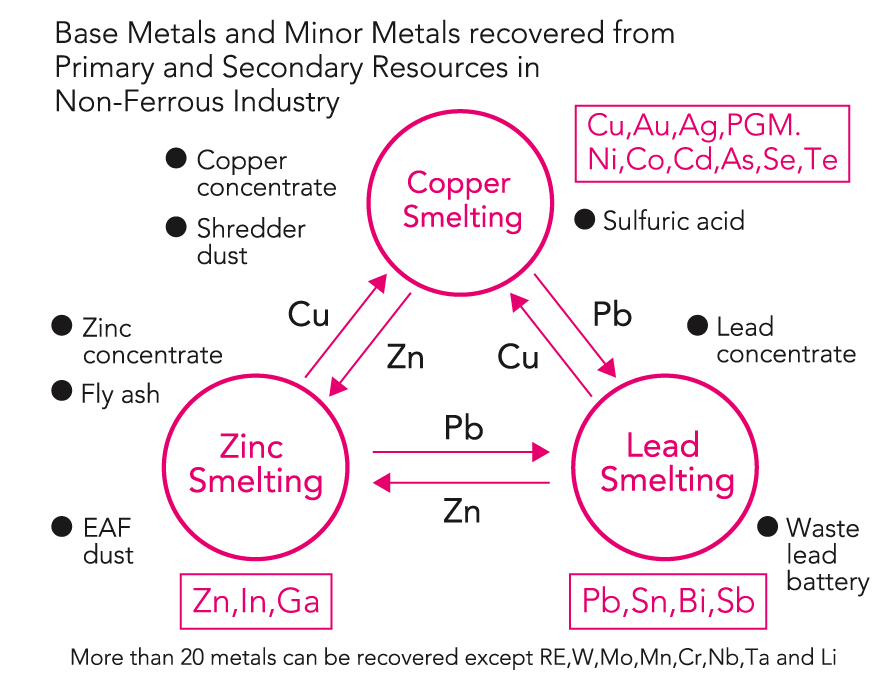 Base Metals and Minor Metals recovered from
Primary and Secondary Resources in
Non-Ferrous Industry
Cu,Au,Ag,PGM.
Ni,Co,Cd,As,Se,Te
Copper
concentrate
Shredder
dust
Copper
Smelting
Sulfuric acid
Cu
Zn
Pb
Cu
Zinc
concentrate
Fly ash
Lead
concentrate
Zinc
Smelting
Pb
Zn
Lead
Smelting
EAF
dust
Waste
lead
battery
Zn,In,Ga
Pb,Sn,Bi,Sb
More than 20 metals can be recovered except RE,W,Mo,Mn,Cr,Nb,Ta and Li